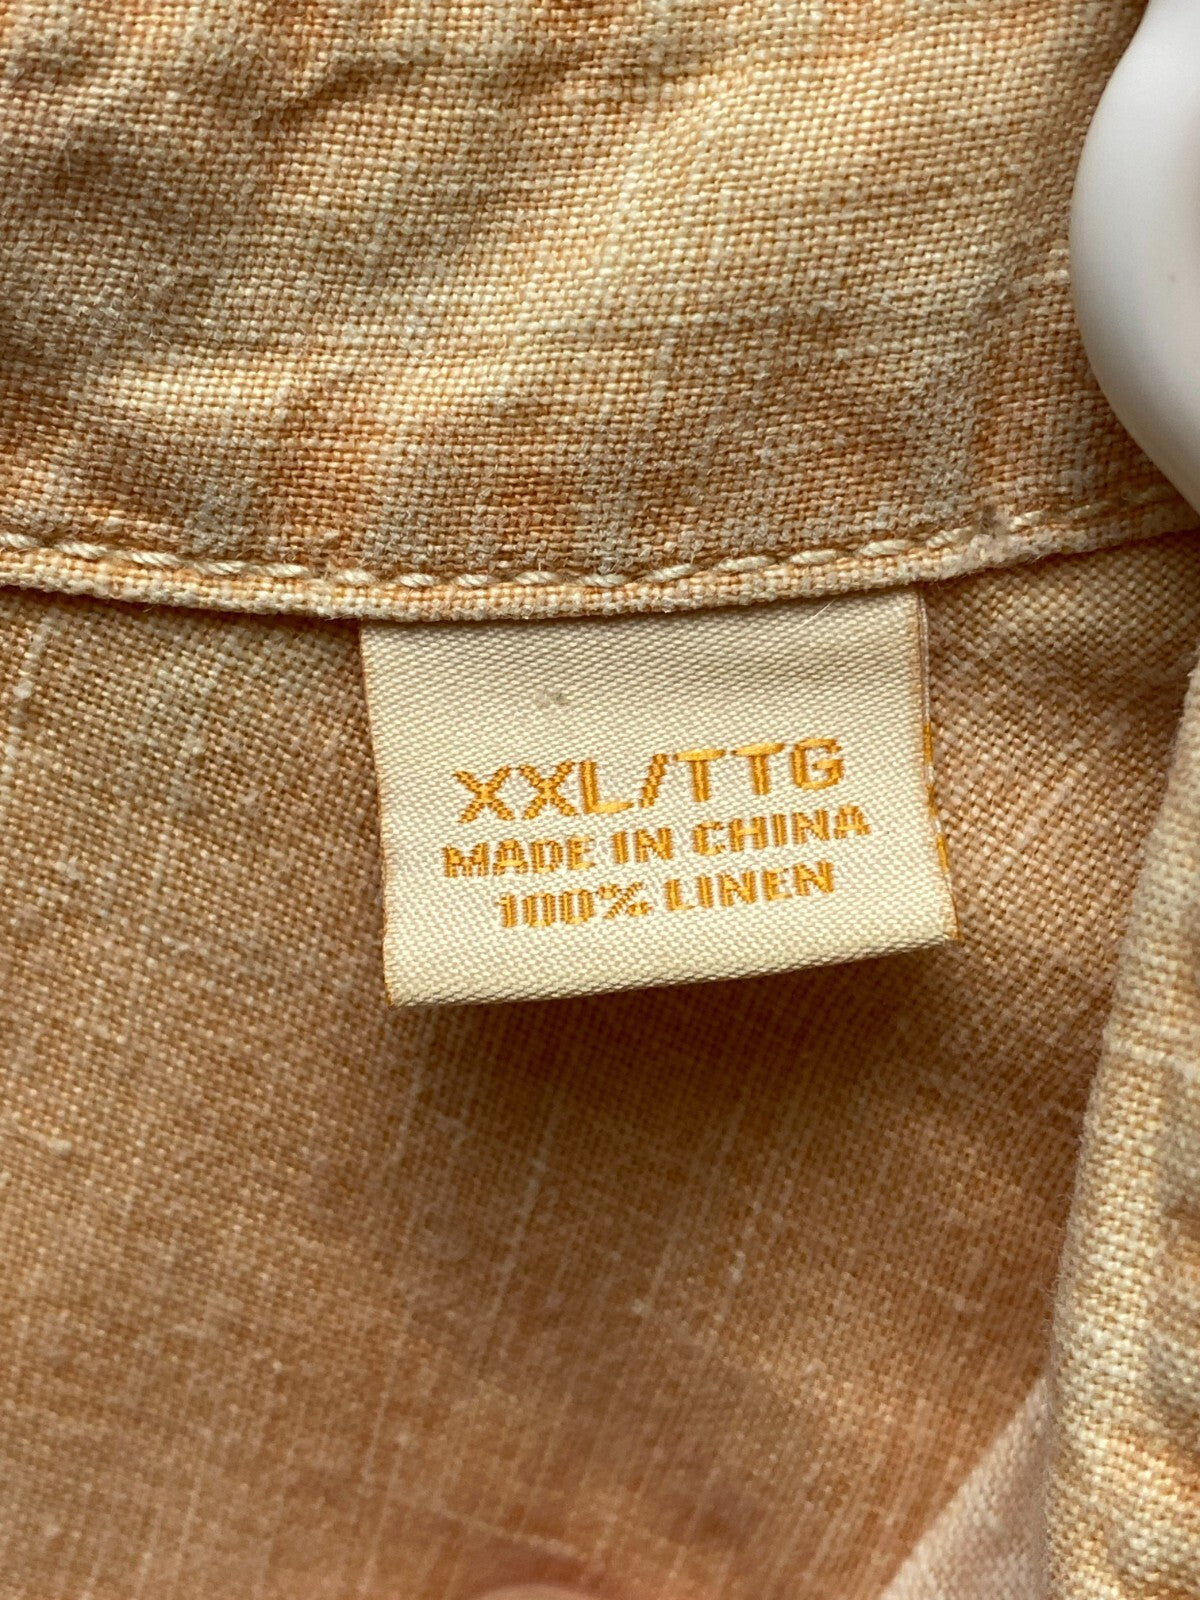 XXL/TTG
MADE IN CHINA
100% LINEN